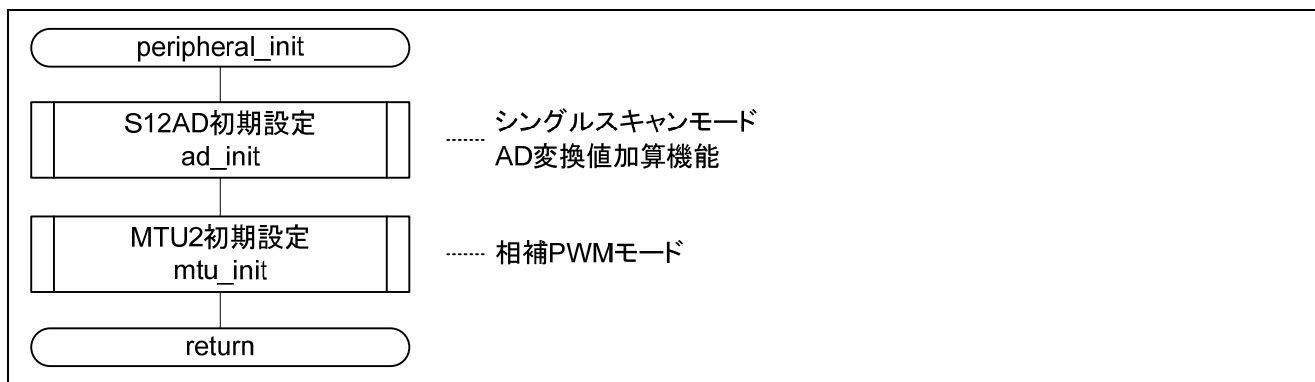 peripheral_init
S12AD初期設定
ad_init
シングルスキャンモード
AD変換値加算機能
MTU2初期設定
mtu_init
相補PWMモード
return